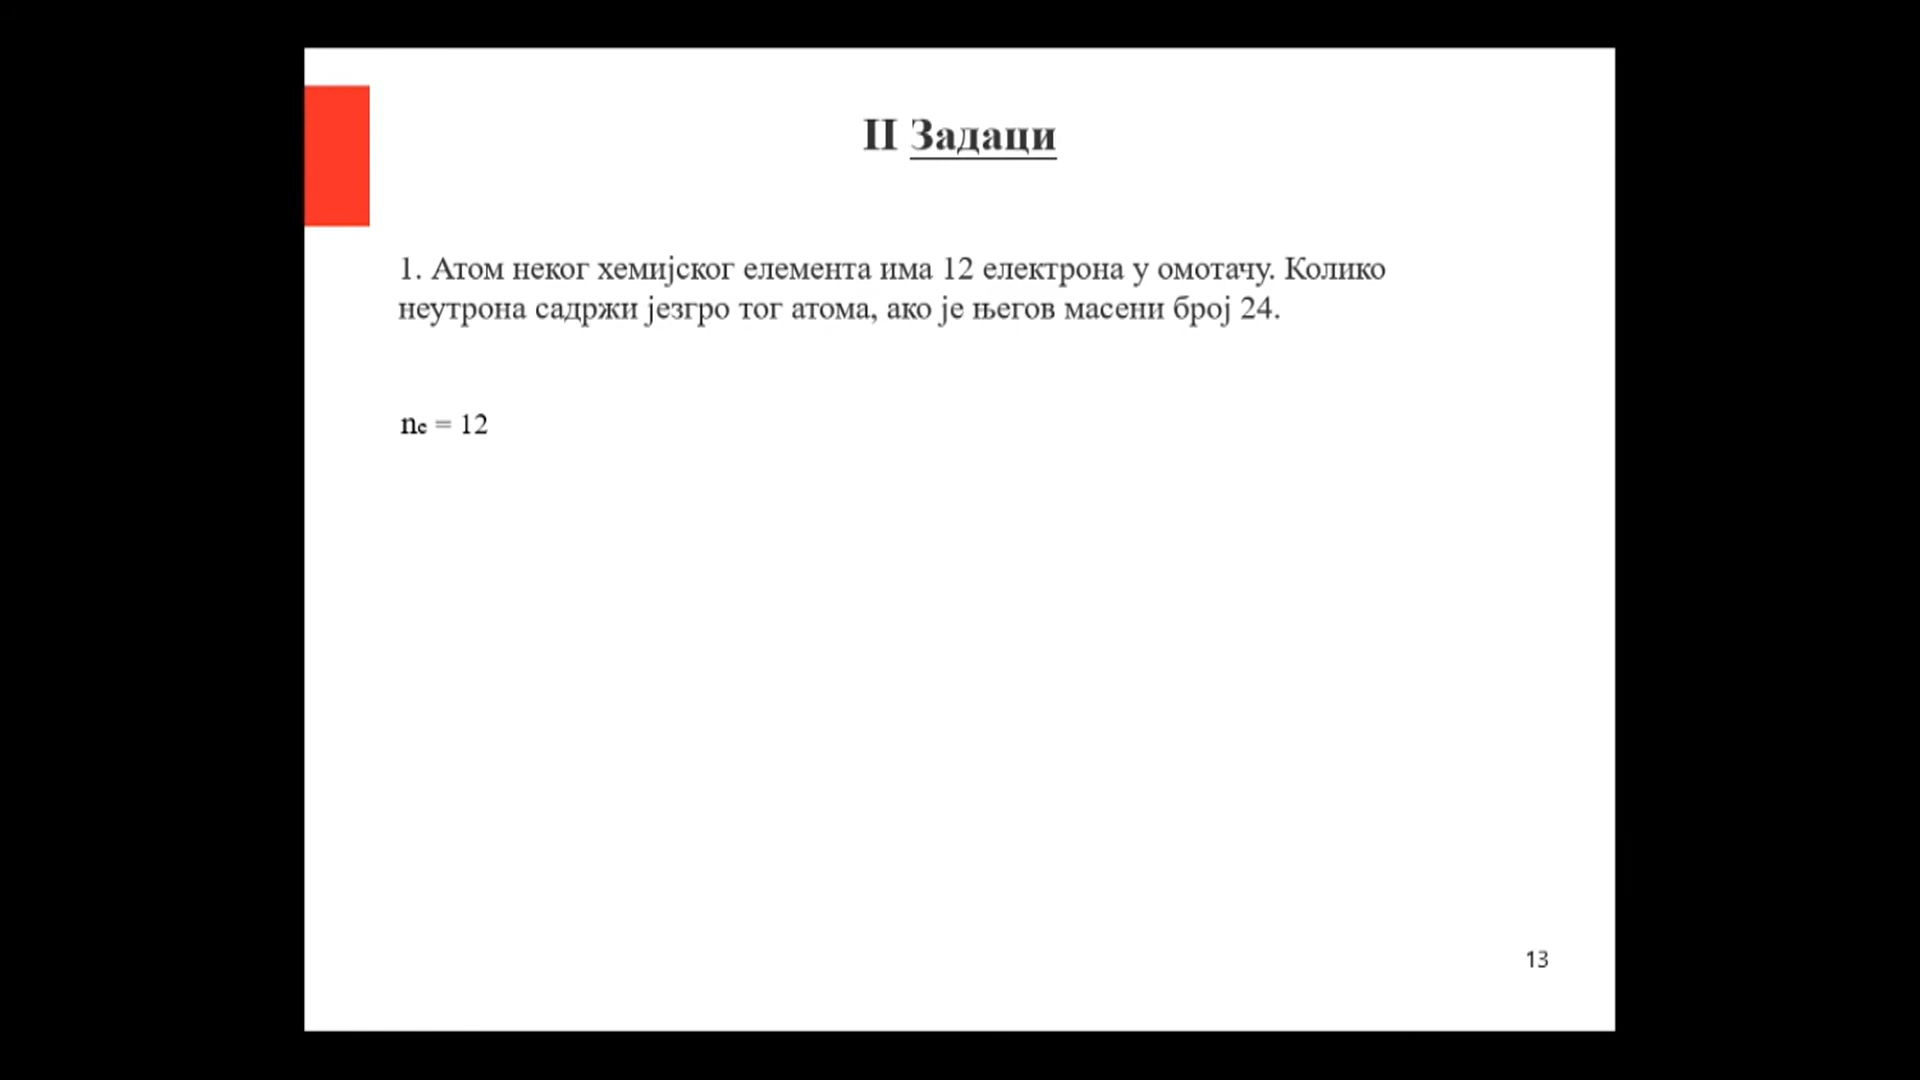 II Задаци
1. Атом неког хемијског елемента има 12 електрона у омотачу. Колико
неутрона садржи језгро тог атома, ако је његов масени број 24.
ne = 12
13